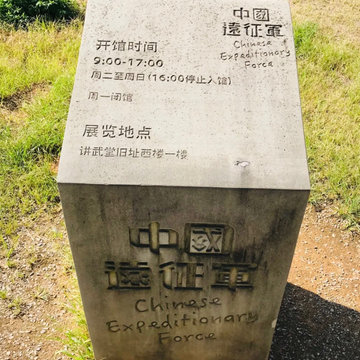 中國
遠征軍
Chinese
Expeditionary
Force
开馆时间
9:00-17:00
周二至周日(16:00停止入馆)
周一闭馆
展览地点
讲武堂旧址西楼一楼
中國
遠征軍
Chinese
Expeditionary
Force